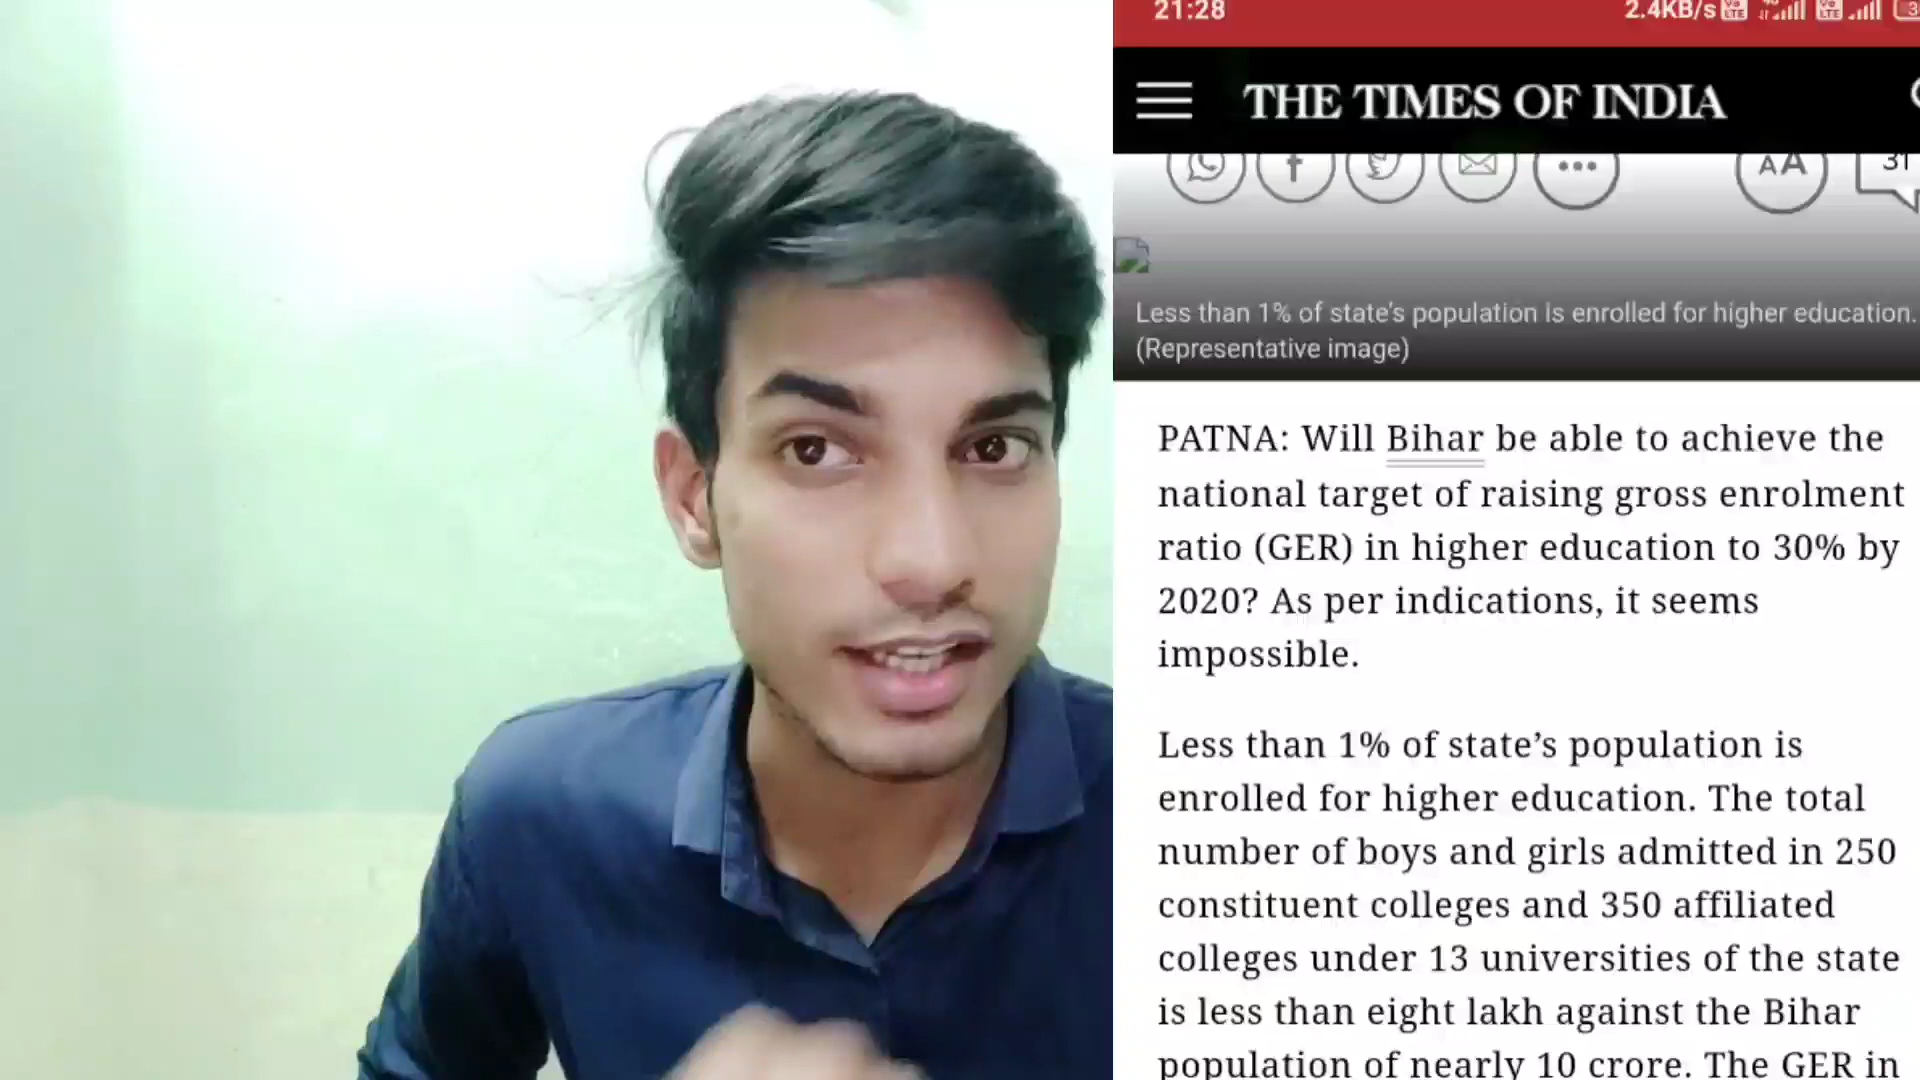 21:28 2.4KB/s
THE TIMES OF INDIA
AA 31
Less than 1% of state's population is enrolled for higher education.
(Representative image)
PATNA: Will Bihar be able to achieve the
national target of raising gross enrolment
ratio (GER) in higher education to 30% by
2020? As per indications, it seems
impossible.
Less than 1% of state’s population is
enrolled for higher education. The total
number of boys and girls admitted in 250
constituent colleges and 350 affiliated
colleges under 13 universities of the state
is less than eight lakh against the Bihar
population of nearly 10 crore. The GER in